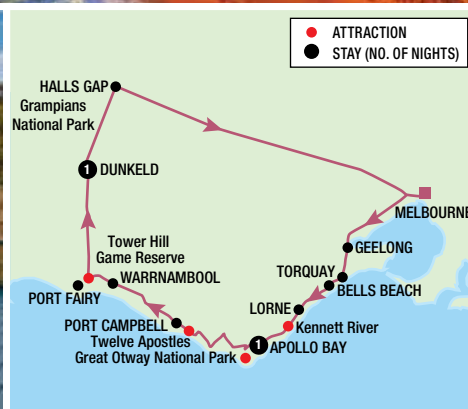 ATTRACTION
STAY (NO. OF NIGHTS)
HALLS GAP
Grampians
National Park
1 DUNKELD
MELBOURNE
GEELONG
Tower Hill
Game Reserve
TORQUAY
WARRNAMBOOL
BELLS BEACH
PORT FAIRY
LORNE
PORT CAMPBELL
Kennett River
Twelve Apostles
1 APOLLO BAY
Great Otway National Park